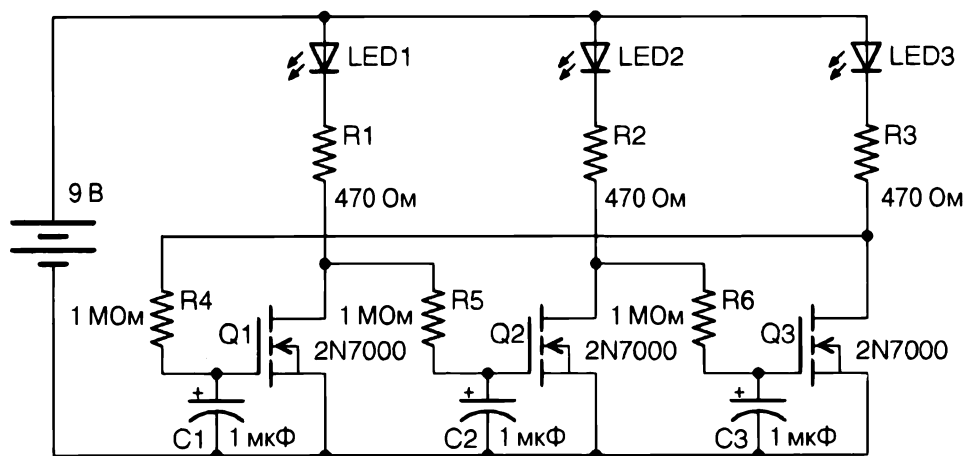 LED1
LED2
LED3
R1
R2
R3
470 Ом
470 Ом
470 Ом
9 В
R4
R5
R6
1 МОм
1 МОм
1 МОм
Q1
Q2
Q3
2N7000
2N7000
2N7000
+
+
+
C1
1 мкФ
C2
1 мкФ
C3
1 мкФ